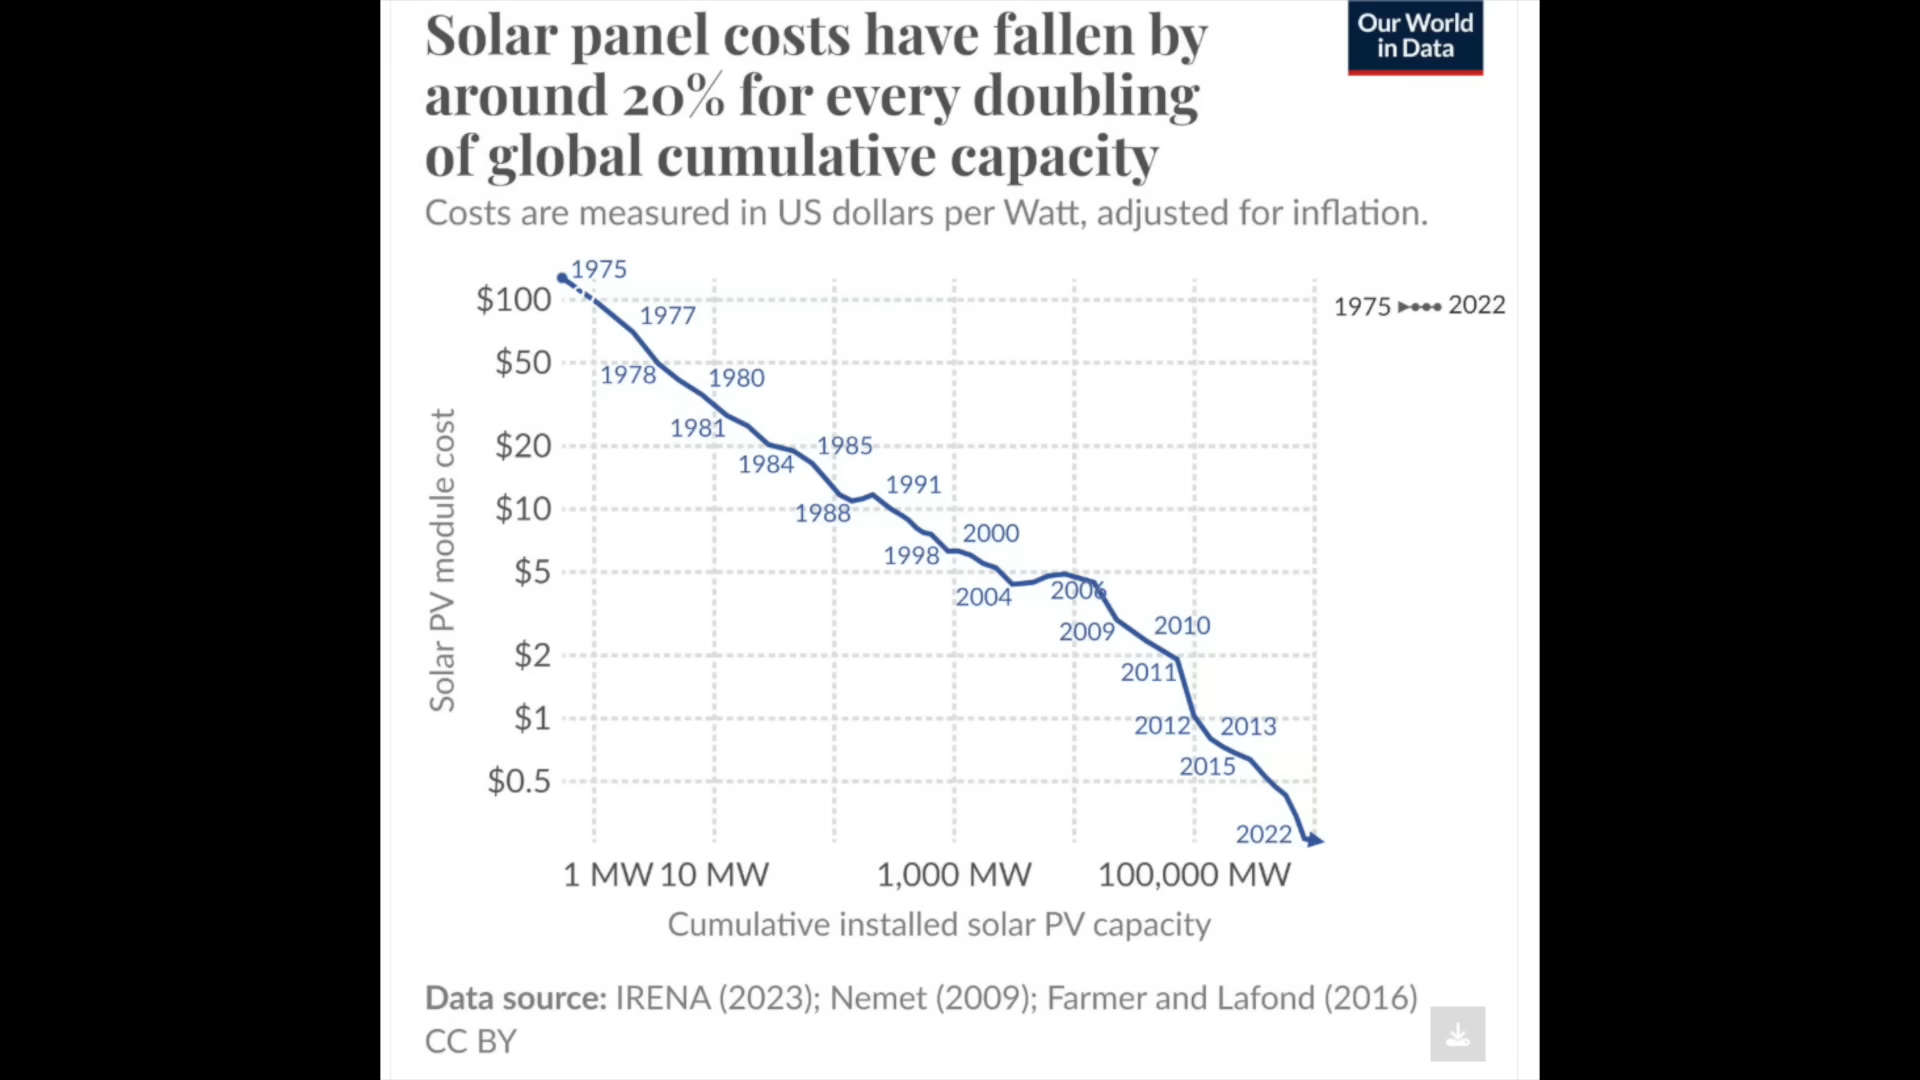 Solar panel costs have fallen by
around 20% for every doubling
of global cumulative capacity
Our World
in Data
Costs are measured in US dollars per Watt, adjusted for inflation.
1975
$100
1975 2022
1977
$50
1978
1980
1981
$20
1985
1984
1991
$10
1988
2000
1998
$5
2004
2006
2009
2010
$2
2011
$1
2012
2013
2015
$0.5
2022
Solar PV module cost
1 MW 10 MW 1,000 MW 100,000 MW
Cumulative installed solar PV capacity
Data source: IRENA (2023); Nemet (2009); Farmer and Lafond (2016)
CC BY